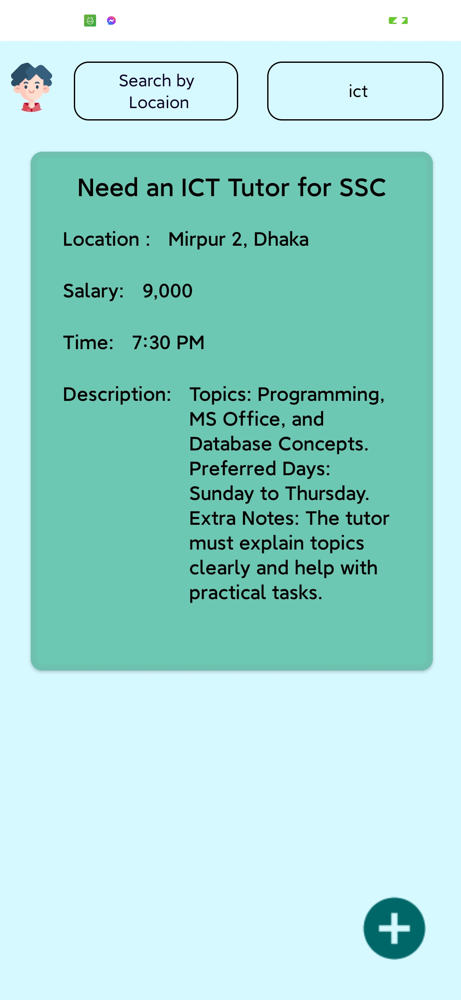 Search by
Locaion
ict
Need an ICT Tutor for SSC
Location : Mirpur 2, Dhaka
Salary: 9,000
Time: 7:30 PM
Description: Topics: Programming,
MS Office, and
Database Concepts.
Preferred Days:
Sunday to Thursday.
Extra Notes: The tutor
must explain topics
clearly and help with
practical tasks.